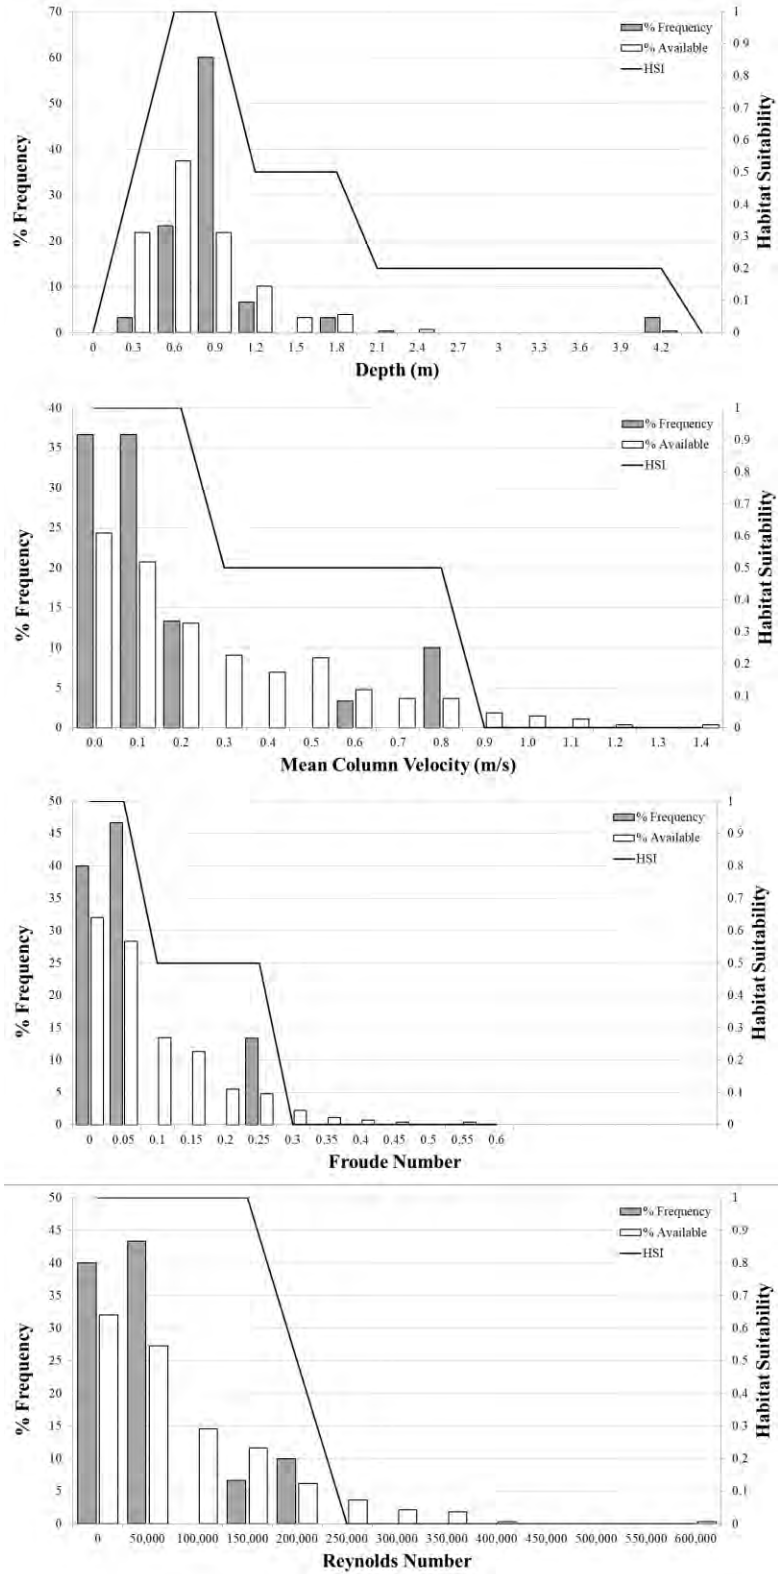 70 1
60 0.9
50 0.8
40 0.7
30 0.6
20 0.5
10 0.4
0 0.3
0.2
0.1
0
% Frequency
Habitat Suitability
% Frequency
% Available
HSI
0 0.3 0.6 0.9 1.2 1.5 1.8 2.1 2.4 2.7 3 3.3 3.6 3.9 4.2
Depth (m)
40 1
35 0.9
30 0.8
25 0.7
20 0.6
15 0.5
10 0.4
5 0.3
0 0.2
0.1
0
% Frequency
Habitat Suitability
% Frequency
% Available
HSI
0.0 0.1 0.2 0.3 0.4 0.5 0.6 0.7 0.8 0.9 1.0 1.1 1.2 1.3 1.4
Mean Column Velocity (m/s)
50 1
45 0.9
40 0.8
35 0.7
30 0.6
25 0.5
20 0.4
15 0.3
10 0.2
5 0.1
0 0
% Frequency
Habitat Suitability
% Frequency
% Available
HSI
0 0.05 0.1 0.15 0.2 0.25 0.3 0.35 0.4 0.45 0.5 0.55 0.6
Froude Number
50 1
45 0.9
40 0.8
35 0.7
30 0.6
25 0.5
20 0.4
15 0.3
10 0.2
5 0.1
0 0
% Frequency
Habitat Suitability
% Frequency
% Available
HSI
0 50,000 100,000 150,000 200,000 250,000 300,000 350,000 400,000 450,000 500,000 550,000 600,000
Reynolds Number